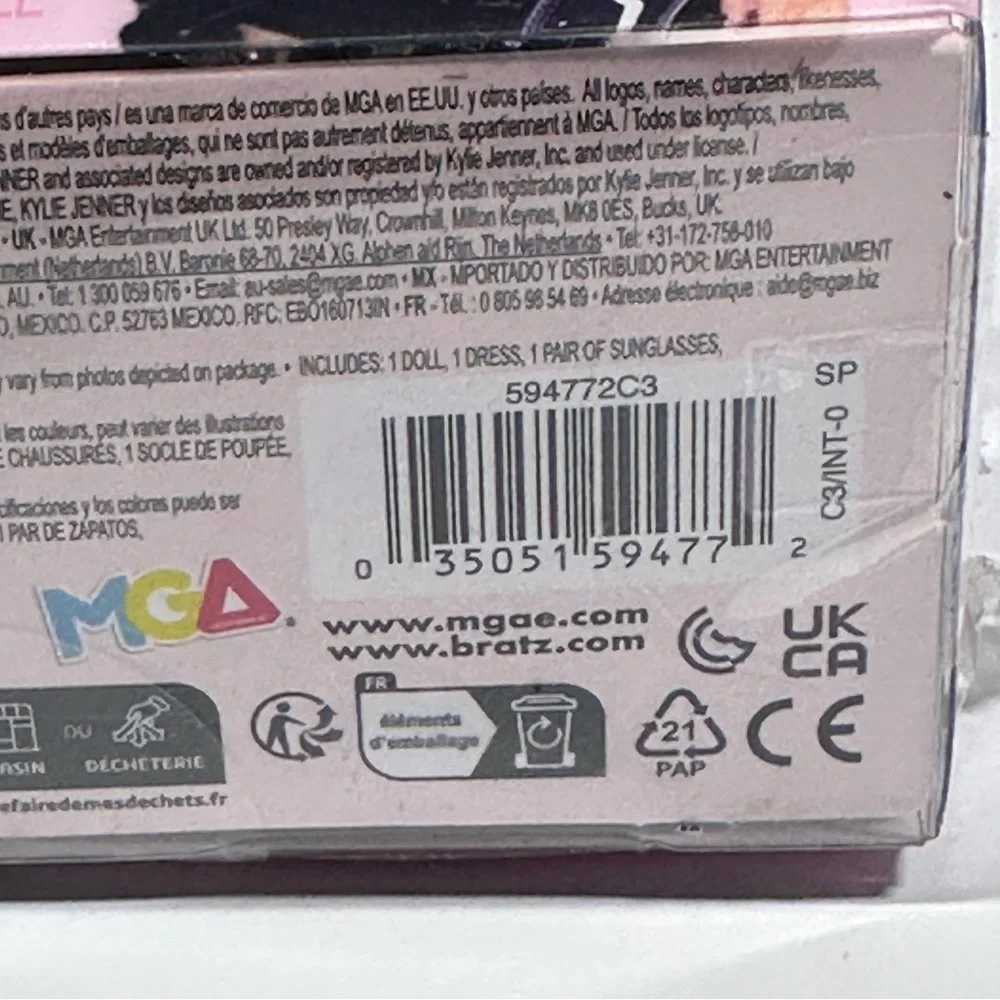 LL
s d'autres pays / es una marca de comercio de MGA en EE.UU. y otros países. All logos, names, characters, likenesses,
s et modèles d'emballages, qui ne sont pas autrement détenus, appartiennent à MGA. / Todos los logotipos, nombres,
NER and associated designs are owned and/or registered by Kylie Jenner, Inc. and used under license. /
E, KYLIE JENNER y los diseños asociados son propiedad y/o están registrados por Kylie Jenner, Inc. y se utilizan bajo
• UK - MGA Entertainment UK Ltd. 50 Presley Way, Crownhill, Milton Keynes, MK8 0ES, Bucks, UK
ment (Netherlands) B.V. Baronie 68-70, 2404 XG. Alphen a/d Rijn, The Netherlands • Tel: +31-172-758-010
AU. • Tel: 1 300 059 676 • Email: au-sales@mgae.com • MX - IMPORTADO Y DISTRIBUIDO POR: MGA ENTERTAINMENT
O, MEXICO. C.P. 52763 MEXICO. RFC: EBO160713IN • FR - Tél. : 0 805 98 54 69 • Adresse électronique : aide@mgae.biz
vary from photos depicted on package. • INCLUDES: 1 DOLL, 1 DRESS, 1 PAIR OF SUNGLASSES,
les couleurs, peut varier des illustrations
E CHAUSSURES, 1 SOCLE DE POUPÉE,
cificaciones y los colores puede ser
1 PAR DE ZAPATOS,
594772C3
SP
C3/INT-0
0 35051 59477 2
MGA
www.mgae.com
www.bratz.com
UK
CA
ASIN
DU
DÉCHÈTERIE
efairedemesdechets.fr
FR
éléments
d'emballage
21
PAP
CE